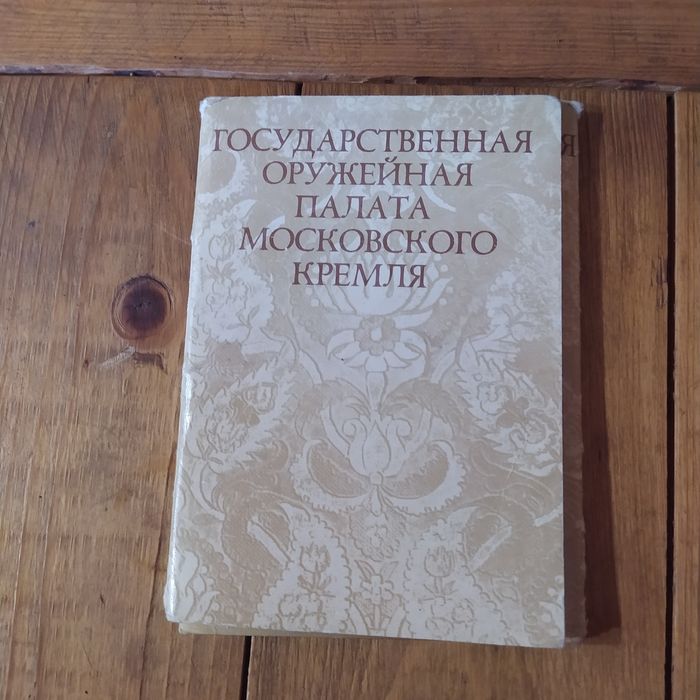 ГОСУДАРСТВЕННАЯ
ОРУЖЕЙНАЯ
ПАЛАТА
МОСКОВСКОГО
КРЕМЛЯ
Я